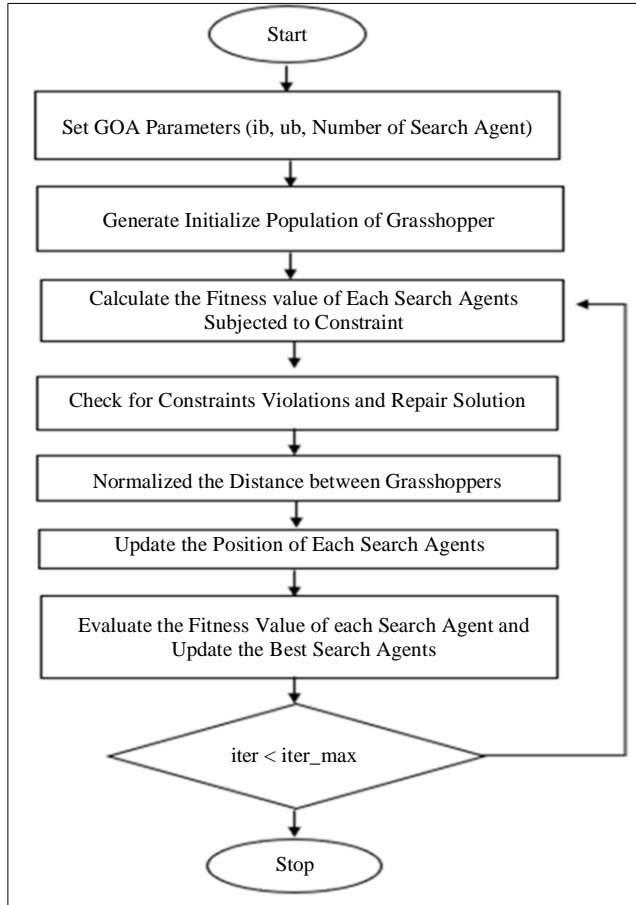 Start
Set GOA Parameters (ib, ub, Number of Search Agent)
Generate Initialize Population of Grasshopper
Calculate the Fitness value of Each Search Agents
Subjected to Constraint
Check for Constraints Violations and Repair Solution
Normalized the Distance between Grasshoppers
Update the Position of Each Search Agents
Evaluate the Fitness Value of each Search Agent and
Update the Best Search Agents
iter < iter_max
Stop